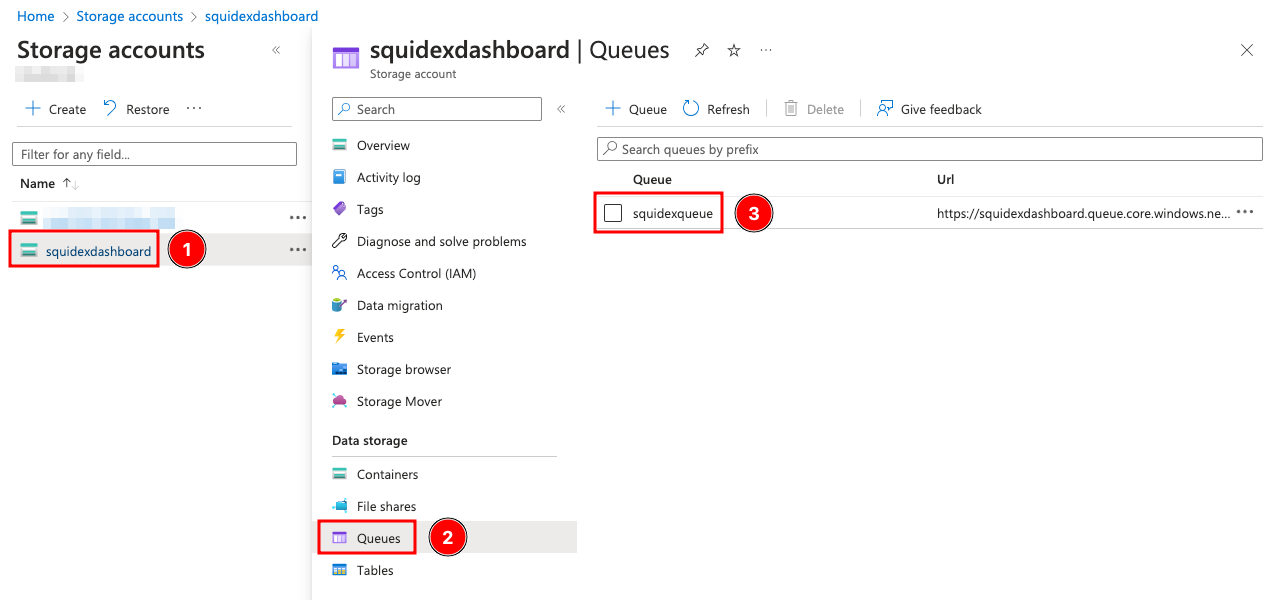 Home > Storage accounts > squidexdashboard
Storage accounts
Create Restore ...
Filter for any field...
Name
squidexdashboard
1
squidexdashboard | Queues
Storage account
Search
Overview
Activity log
Tags
Diagnose and solve problems
Access Control (IAM)
Data migration
Events
Storage browser
Storage Mover
Data storage
Containers
File shares
Queues
2
Tables
Queue Refresh Delete Give feedback
Search queues by prefix
Queue Url
squidexqueue 3 https://squidexdashboard.queue.core.windows.ne...